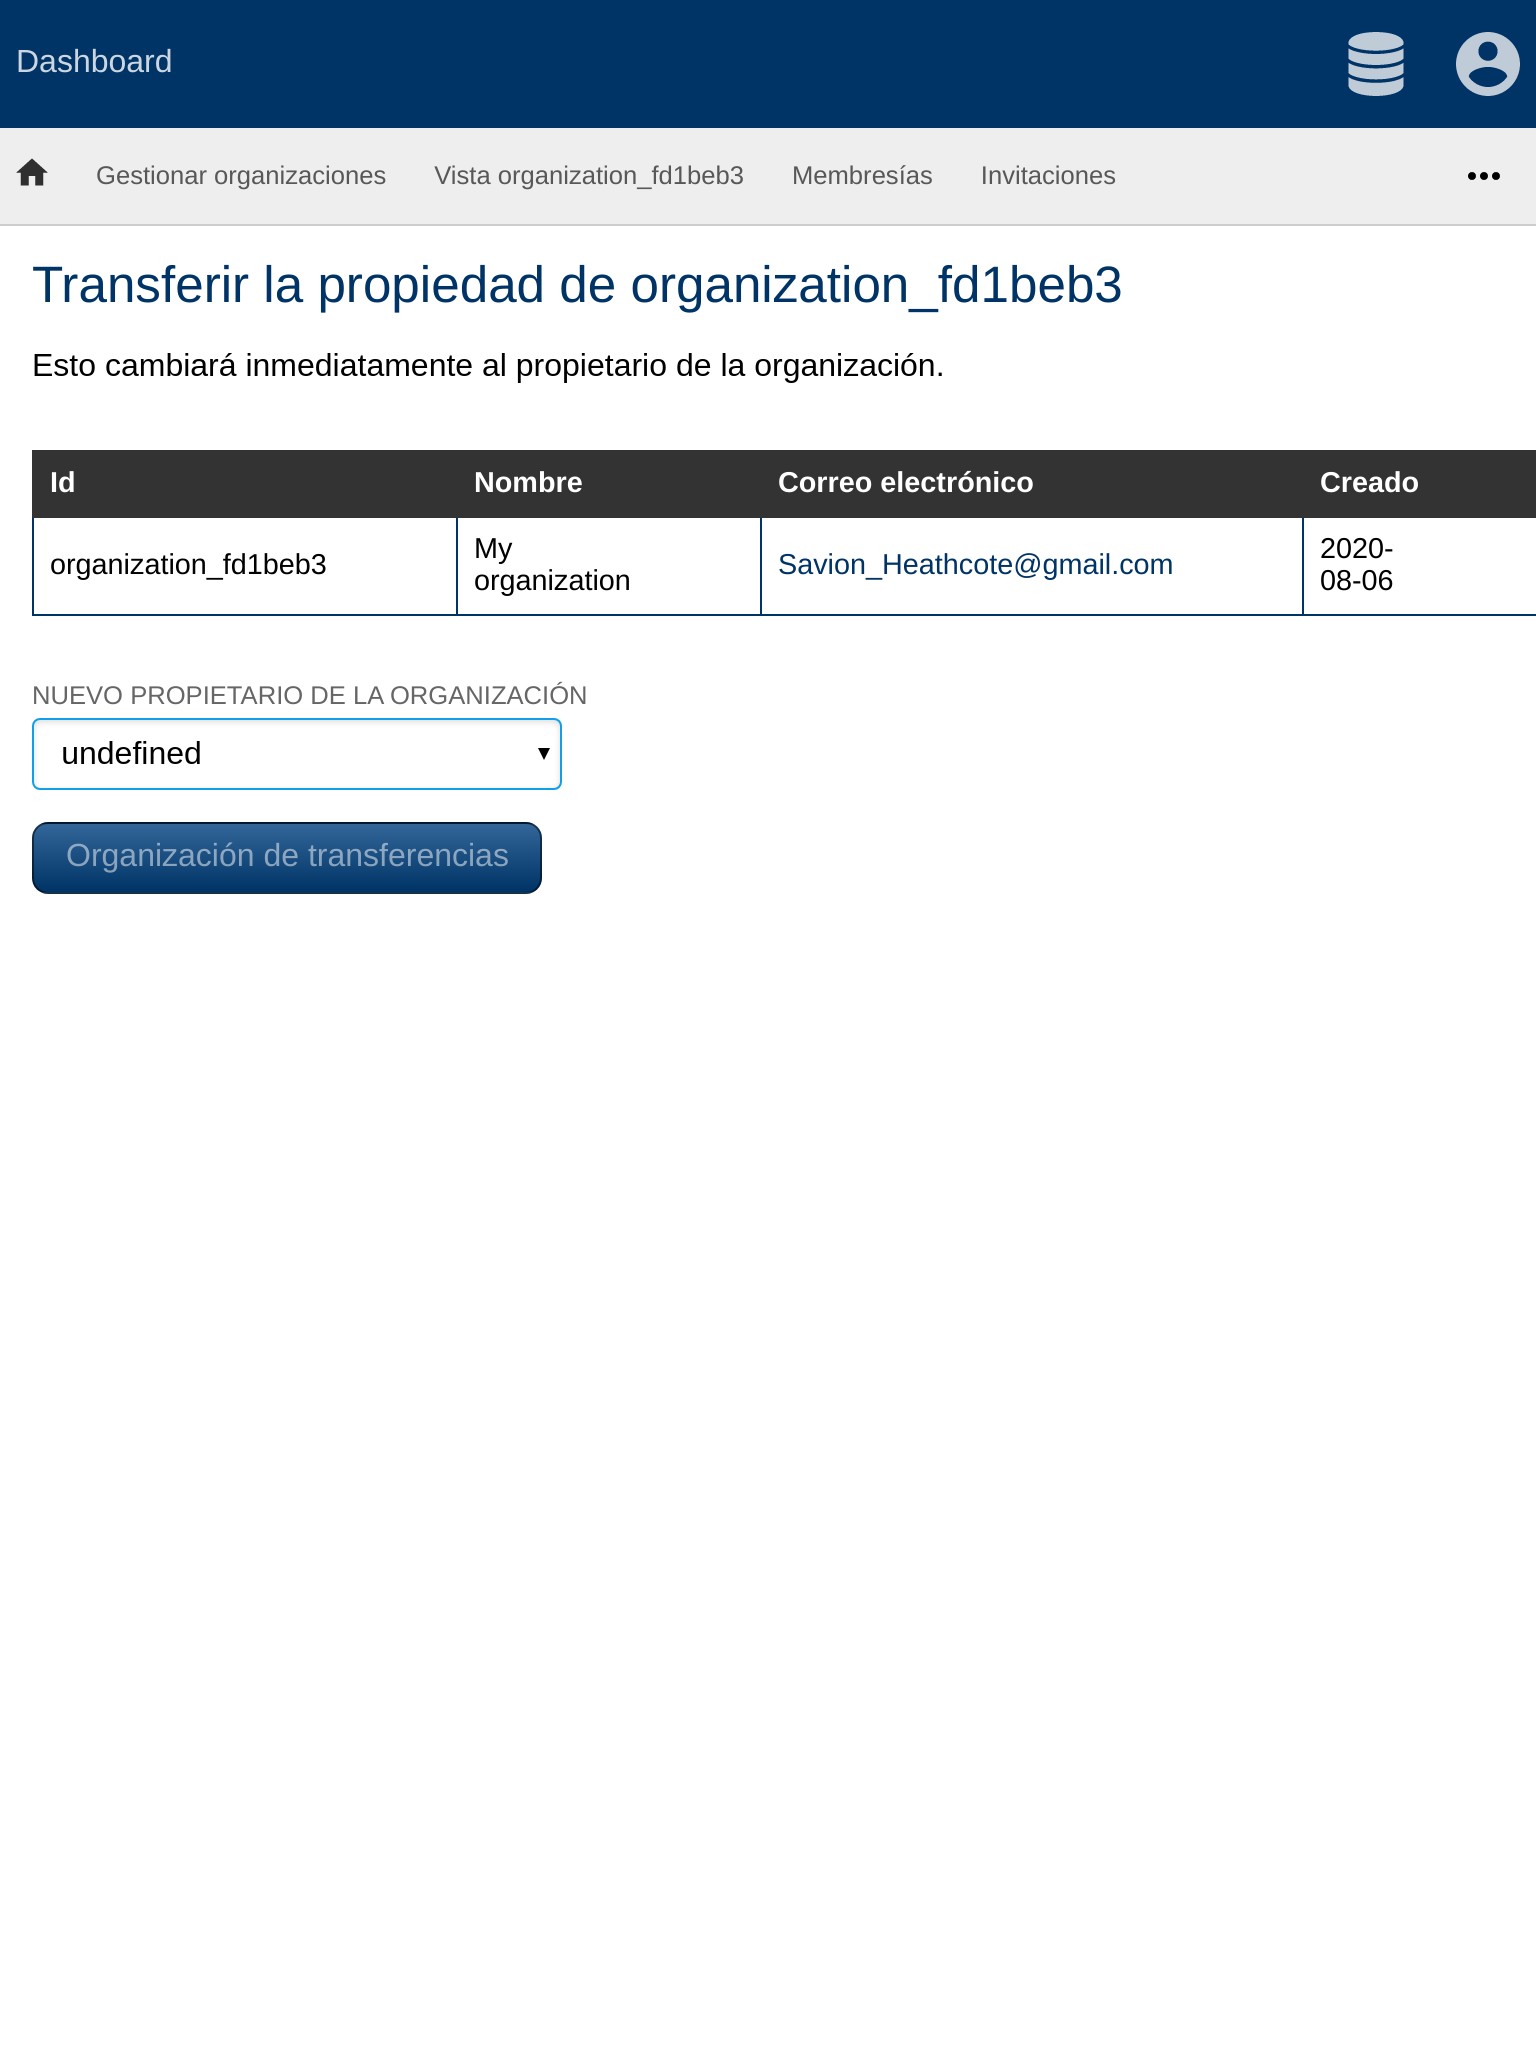 Dashboard
Gestionar organizaciones Vista organization_fd1beb3 Membresías Invitaciones
Transferir la propiedad de organization_fd1beb3
Esto cambiará inmediatamente al propietario de la organización.
Id Nombre Correo electrónico Creado
organization_fd1beb3 My organization Savion_Heathcote@gmail.com 2020-08-06
NUEVO PROPIETARIO DE LA ORGANIZACIÓN
undefined
Organización de transferencias